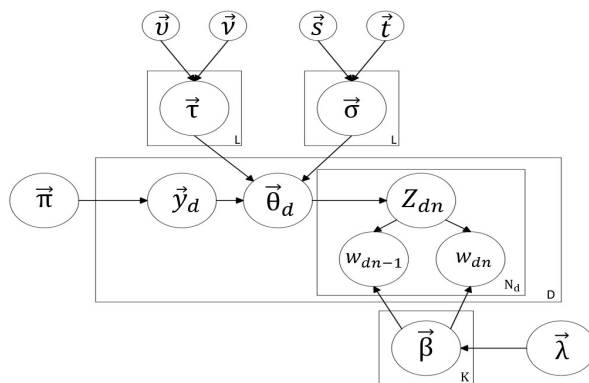 υ⃗ ν⃗ s⃗ t⃗
τ⃗ σ⃗
L L
π⃗ y⃗_d θ⃗_d Z_dn
w_dn−1 w_dn
N_d
D
β⃗ λ⃗
K